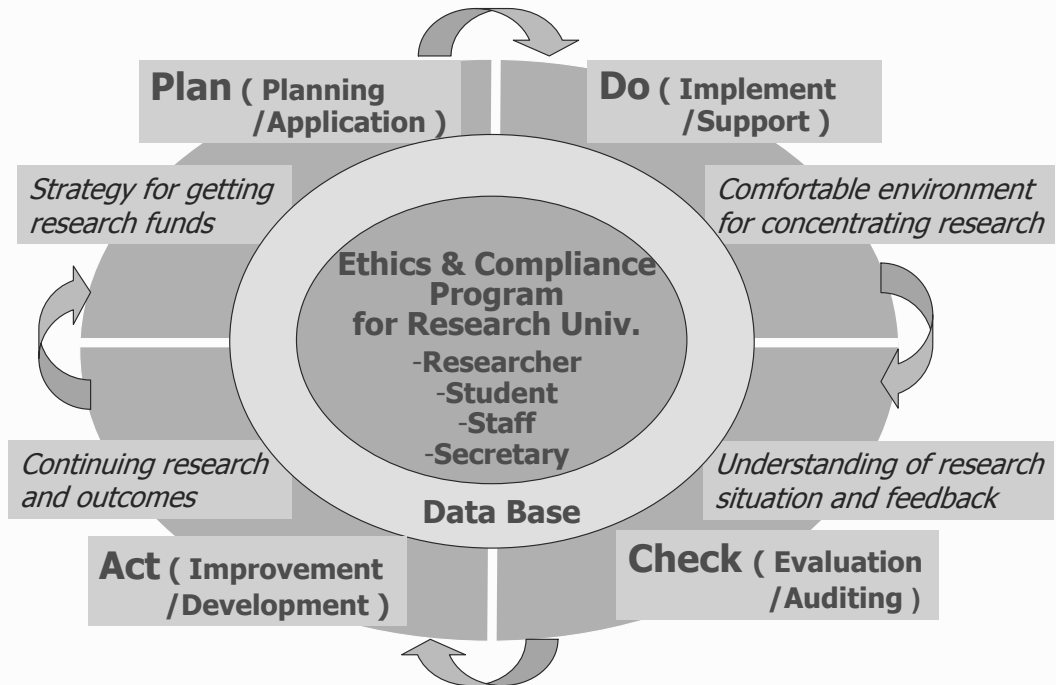 Plan ( Planning
/Application )
Do ( Implement
/Support )
Strategy for getting
research funds
Comfortable environment
for concentrating research
Ethics & Compliance
Program
for Research Univ.
-Researcher
-Student
-Staff
-Secretary
Data Base
Continuing research
and outcomes
Understanding of research
situation and feedback
Act ( Improvement
/Development )
Check ( Evaluation
/Auditing )